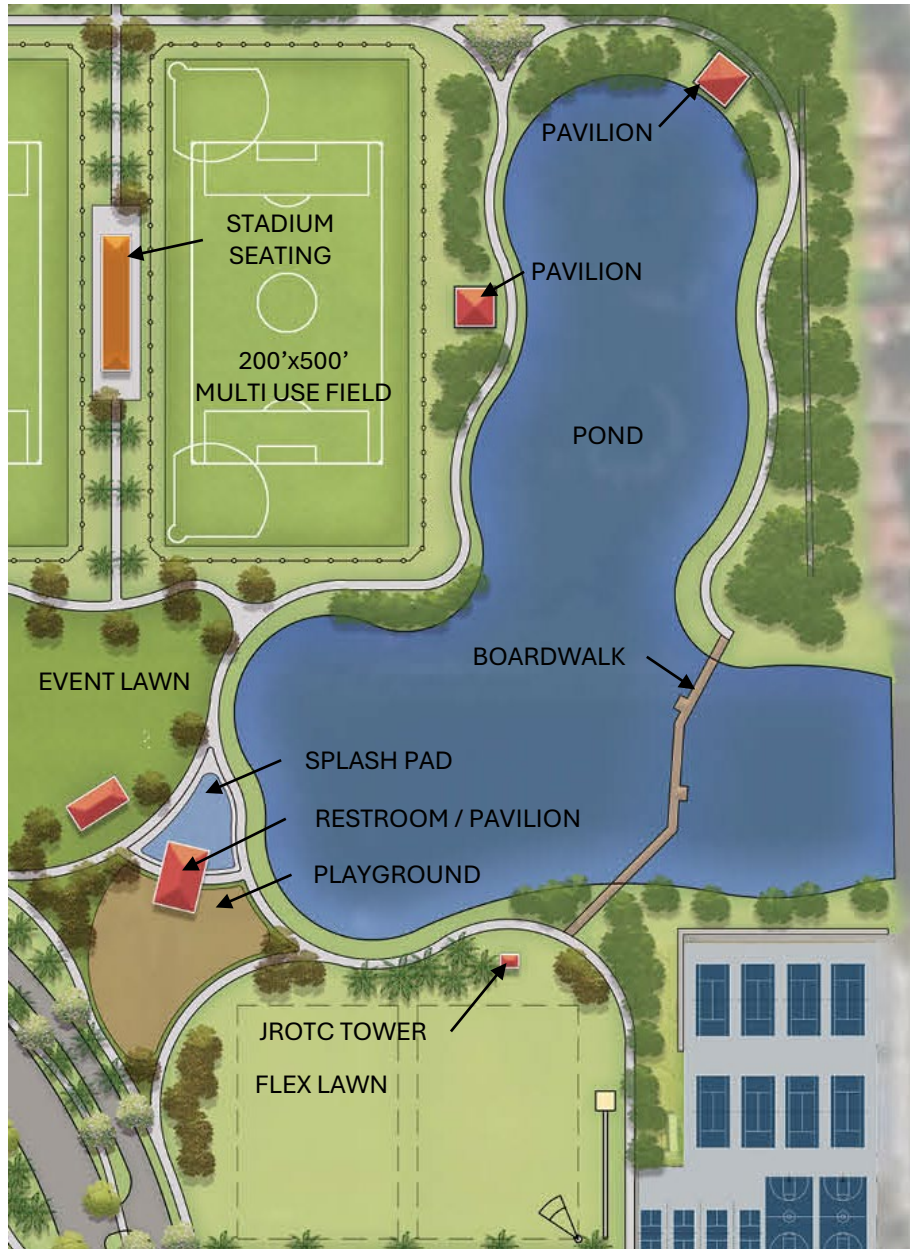 PAVILION
STADIUM
SEATING
PAVILION
200’x500’
MULTI USE FIELD
POND
BOARDWALK
EVENT LAWN
SPLASH PAD
RESTROOM / PAVILION
PLAYGROUND
JROTC TOWER
FLEX LAWN